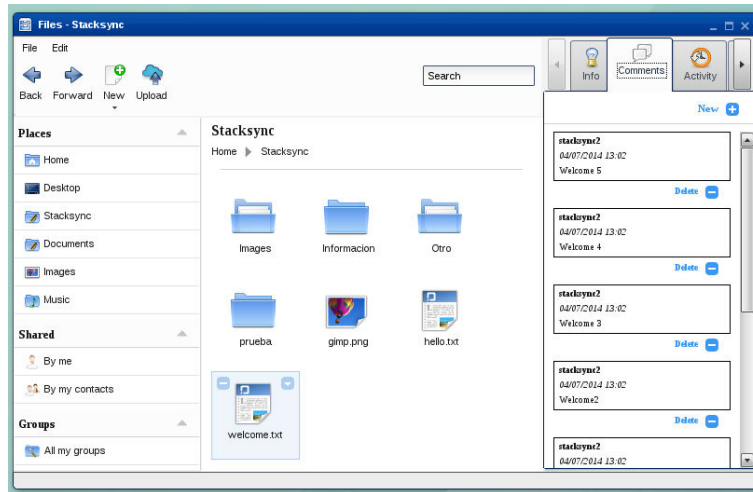 Files - Stacksync
File Edit
Back Forward New Upload
Search
Info Comments Activity
Places
Home
Desktop
Stacksync
Documents
Images
Music
Shared
By me
By my contacts
Groups
All my groups
Stacksync
Home Stacksync
Images Informacion Otro
prueba gimp.png hello.txt
welcome.txt
New
stacksync2
04/07/2014 13:02
Welcome 5
Delete
stacksync2
04/07/2014 13:02
Welcome 4
Delete
stacksync2
04/07/2014 13:02
Welcome 3
Delete
stacksync2
04/07/2014 13:02
Welcome2
Delete
stacksync2
04/07/2014 13:02